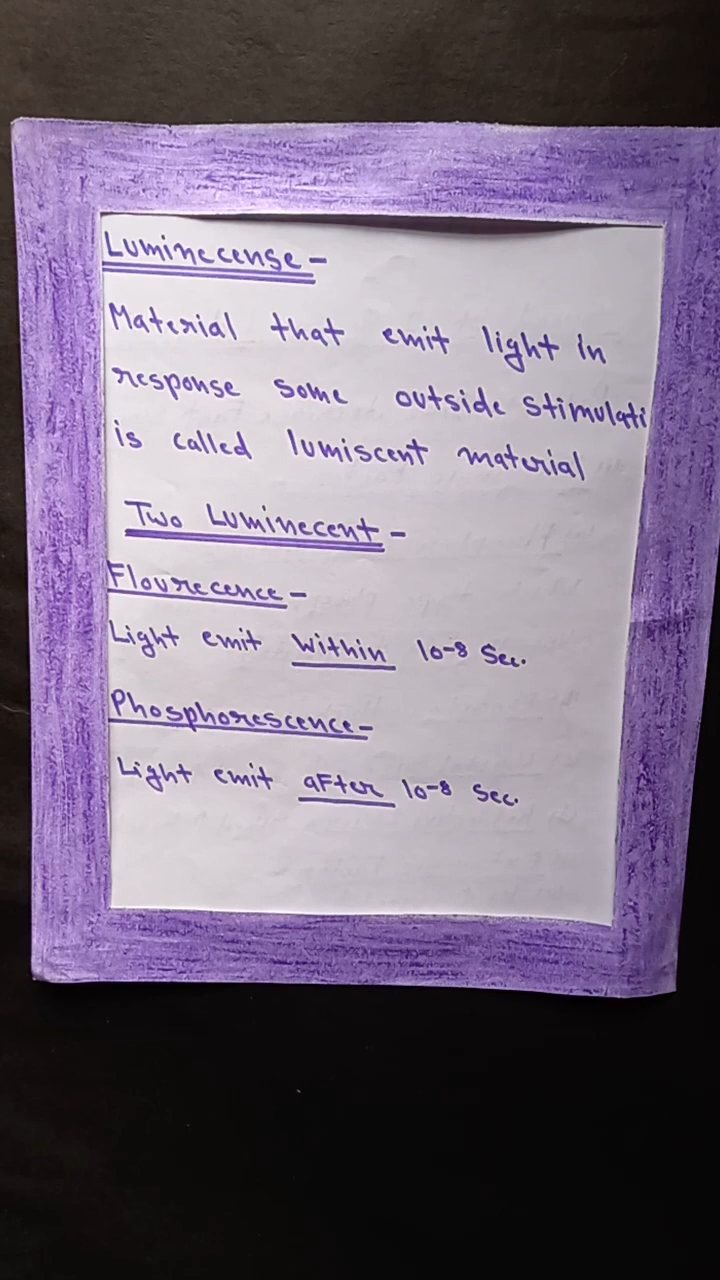 Luminecense -
Material that emit light in
response some outside stimulati
is called lumiscent material
Two Luminecent -
Flourecence -
Light emit within 10-8 Sec.
Phosphorescence -
Light emit after 10-8 Sec.